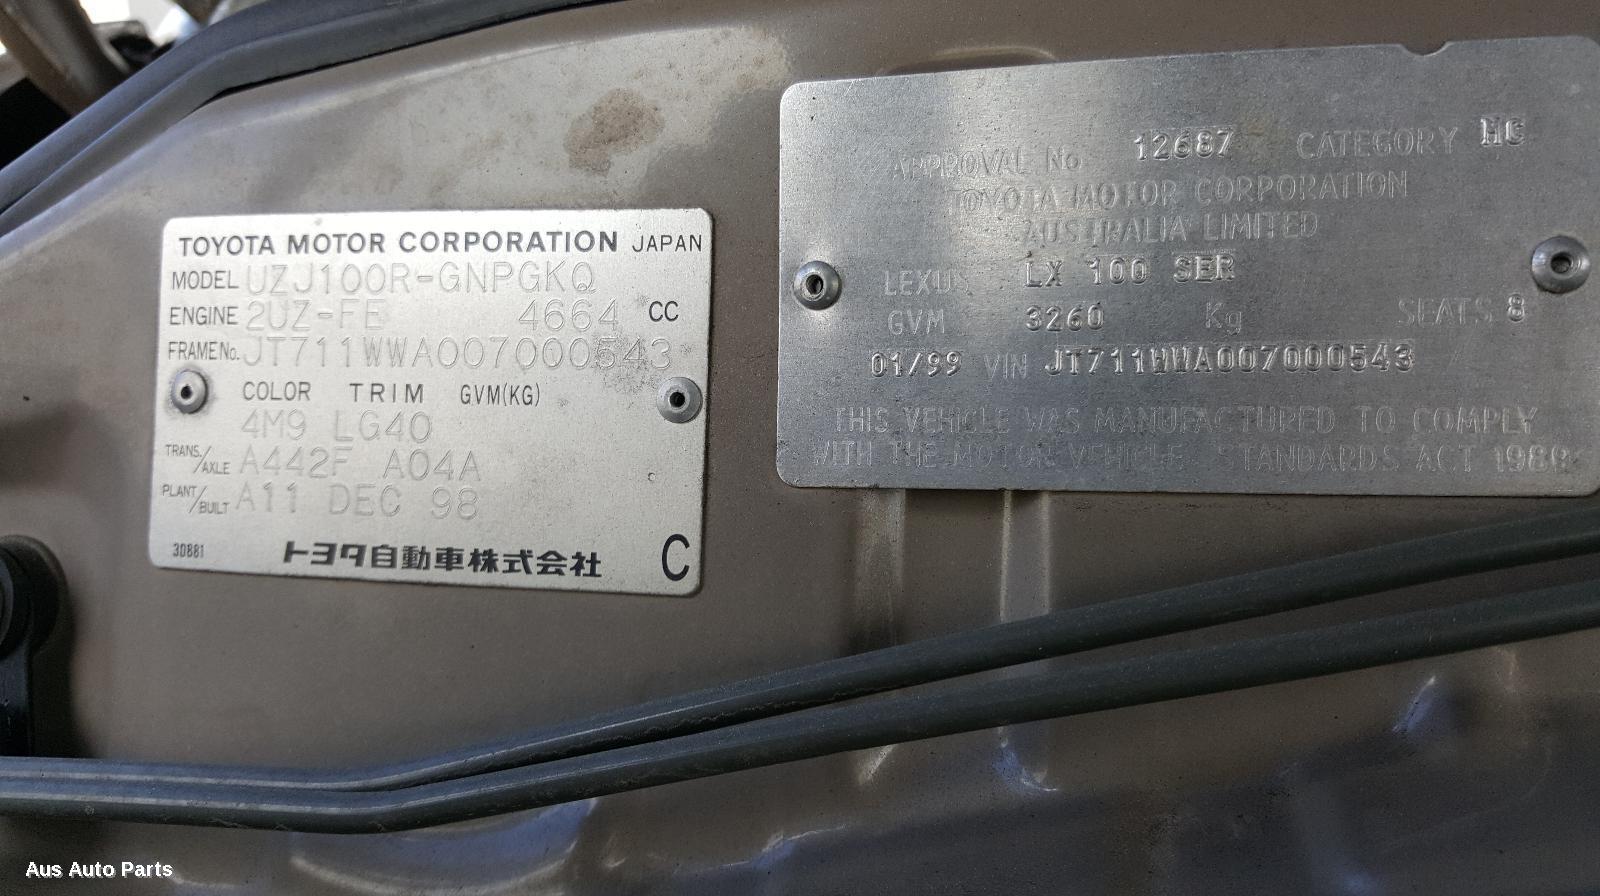 TOYOTA MOTOR CORPORATION JAPAN
MODEL UZJ100R-GNPGKQ
ENGINE 2UZ-FE 4664 CC
FRAME No. JT711WWA007000543
COLOR TRIM GVM(KG)
4M9 LG40
TRANS./AXLE A442F A04A
PLANT/BUILT A11 DEC 98
30881 トヨタ自動車株式会社 C
APPROVAL No 12687 CATEGORY
TOYOTA MOTOR CORPORATION
AUSTRALIA LIMITED
LEXUS LX 100 SER
GVM 3260 Kg SEATS 8
01/99 VIN JT711WWA007000543
THIS VEHICLE WAS MANUFACTURED TO COMPLY
WITH THE MOTOR VEHICLE STANDARDS ACT
Aus Auto Parts